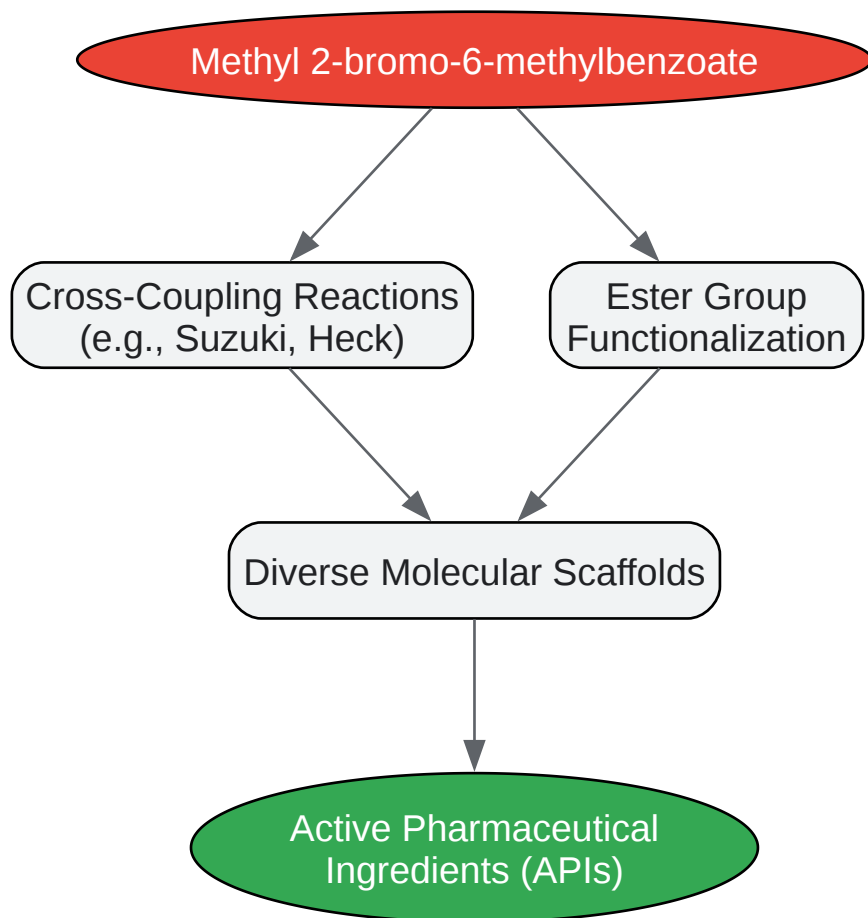 Methyl 2-bromo-6-methylbenzoate
Cross-Coupling Reactions
(e.g., Suzuki, Heck)
Ester Group
Functionalization
Diverse Molecular Scaffolds
Active Pharmaceutical
Ingredients (APIs)